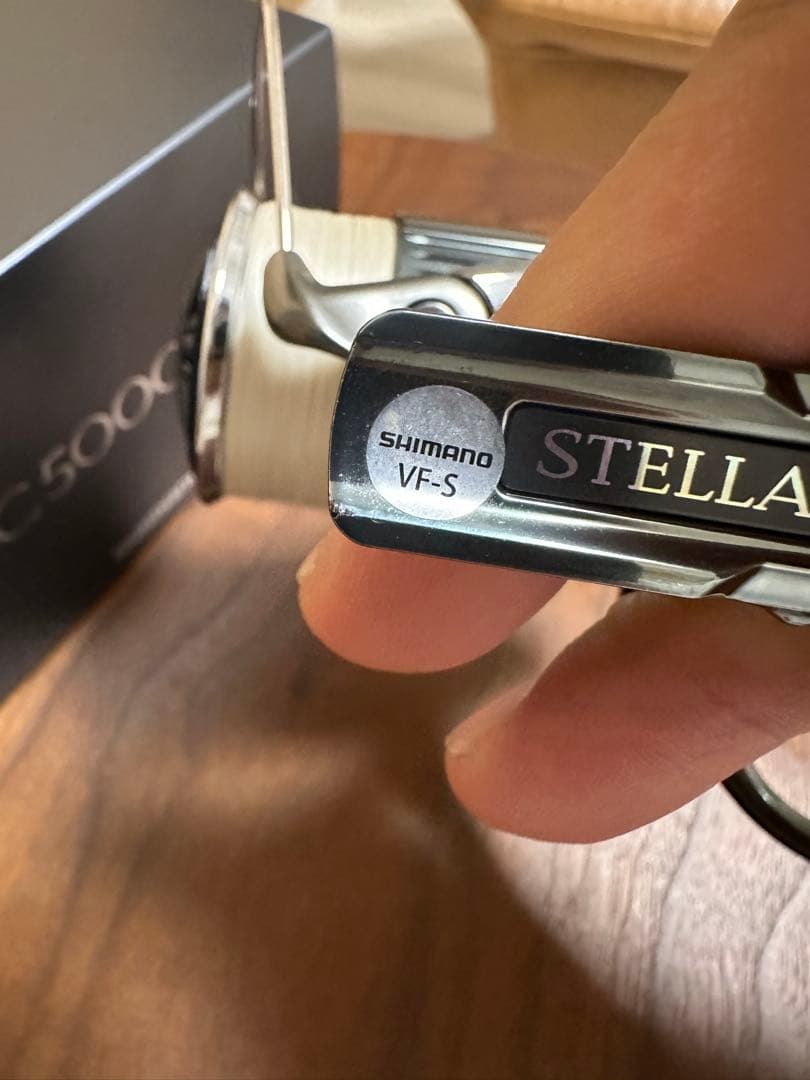 C5000
SHIMANO
VF-S
STELLA